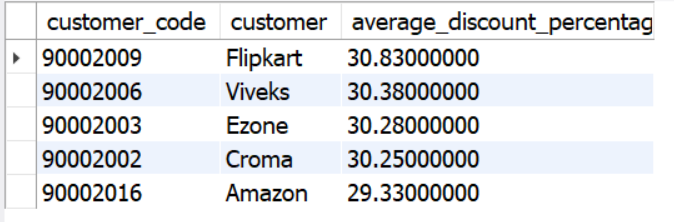 customer_code customer average_discount_percentag
90002009 Flipkart 30.83000000
90002006 Viveks 30.38000000
90002003 Ezone 30.28000000
90002002 Croma 30.25000000
90002016 Amazon 29.33000000